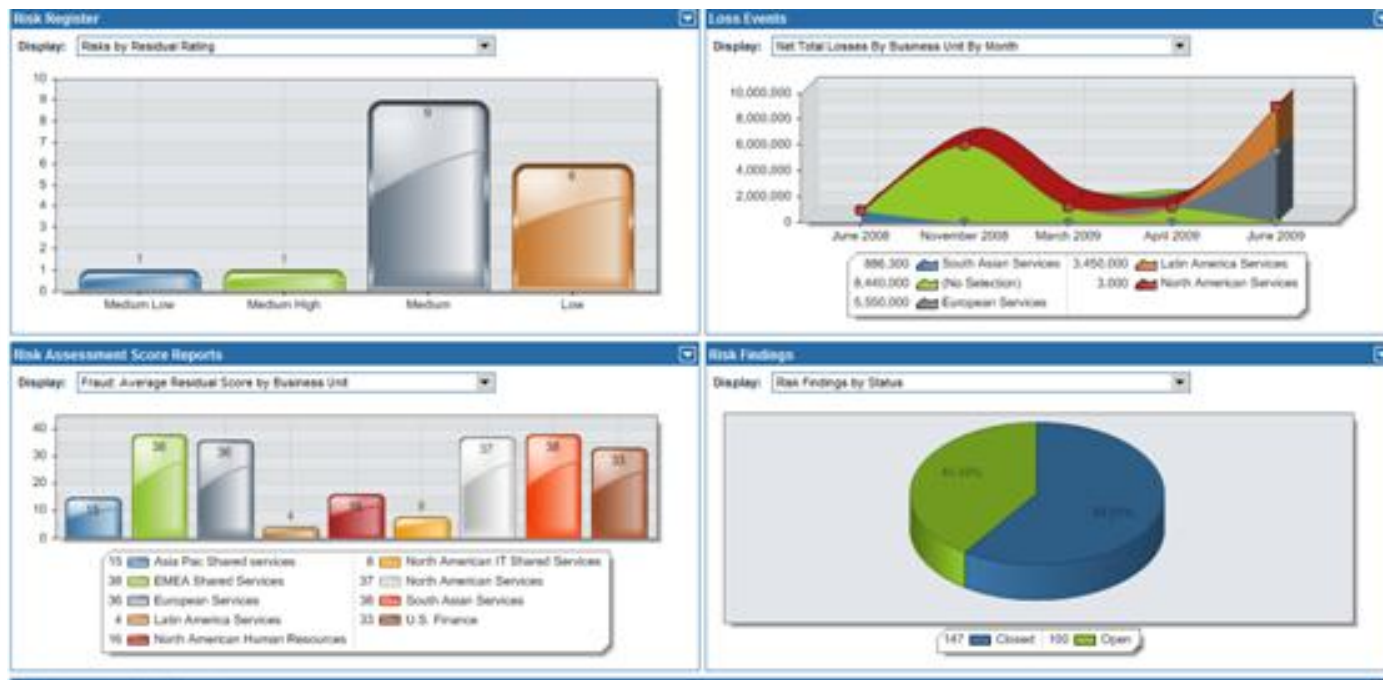 Risk Register
Display: Risks by Residual Rating
10
9
8
7
6
5
4
3
2
1
0
1
1
9
6
Medium Low Medium High Medium Low
Loss Events
Display: Net Total Losses By Business Unit By Month
10,000,000
8,000,000
6,000,000
4,000,000
2,000,000
0
June 2008 November 2008 March 2009 April 2009 June 2009
886,300 South Asian Services 3,450,000 Latin America Services
8,440,000 (No Selection) 3,000 North American Services
5,550,000 European Services
Risk Assessment Score Reports
Display: Fraud: Average Residual Score by Business Unit
40
30
20
10
0
15 38 36 4 16 8 37 38 33
15 Asia Pac Shared services 8 North American IT Shared Services
38 EMEA Shared Services 37 North American Services
36 European Services 38 South Asian Services
4 Latin America Services 33 U.S. Finance
16 North American Human Resources
Risk Findings
Display: Risk Findings by Status
147 Closed 100 Open